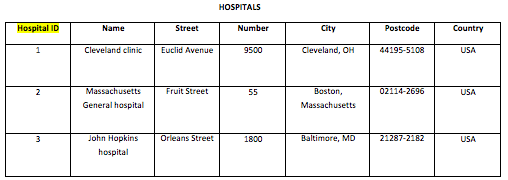 HOSPITALS
Hospital ID Name Street Number City Postcode Country
1 Cleveland clinic Euclid Avenue 9500 Cleveland, OH 44195-5108 USA
2 Massachusetts Fruit Street 55 Boston, 02114-2696 USA
General hospital Massachusetts
3 John Hopkins Orleans Street 1800 Baltimore, MD 21287-2182 USA
hospital